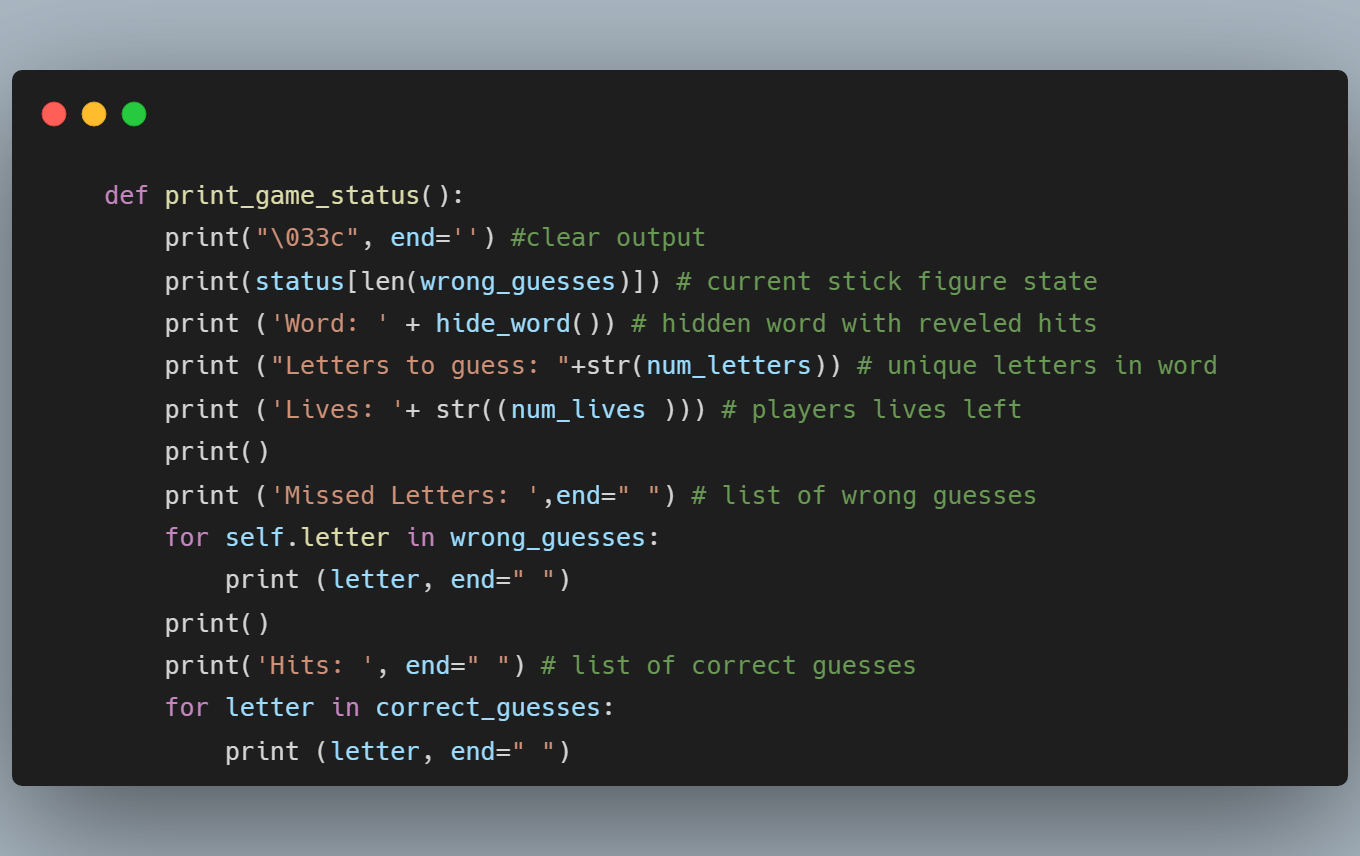 def print_game_status():
    print("\033c", end='') #clear output
    print(status[len(wrong_guesses)]) # current stick figure state
    print ('Word: ' + hide_word()) # hidden word with reveled hits
    print ("Letters to guess: "+str(num_letters)) # unique letters in word
    print ('Lives: '+ str((num_lives ))) # players lives left
    print()
    print ('Missed Letters: ',end=" ") # list of wrong guesses
    for self.letter in wrong_guesses:
        print (letter, end=" ")
    print()
    print('Hits: ', end=" ") # list of correct guesses
    for letter in correct_guesses:
        print (letter, end=" ")